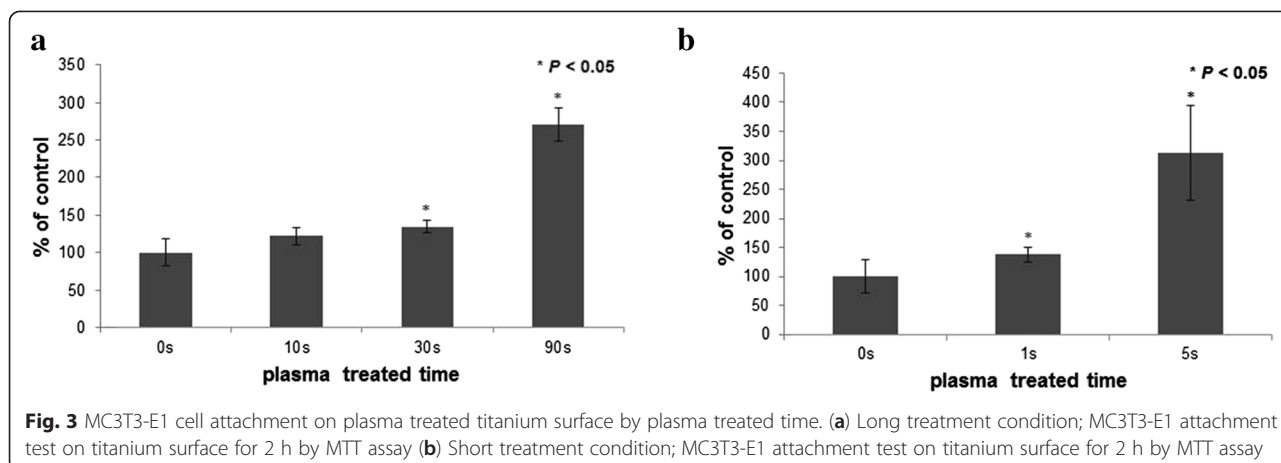 a
350
300
250
200
150
100
50
0
% of control
* P < 0.05
*
*
0s 10s 30s 90s
plasma treated time
b
450
400
350
300
250
200
150
100
50
0
% of control
* P < 0.05
*
*
0s 1s 5s
plasma treated time
Fig. 3 MC3T3-E1 cell attachment on plasma treated titanium surface by plasma treated time. (a) Long treatment condition; MC3T3-E1 attachment
test on titanium surface for 2 h by MTT assay (b) Short treatment condition; MC3T3-E1 attachment test on titanium surface for 2 h by MTT assay